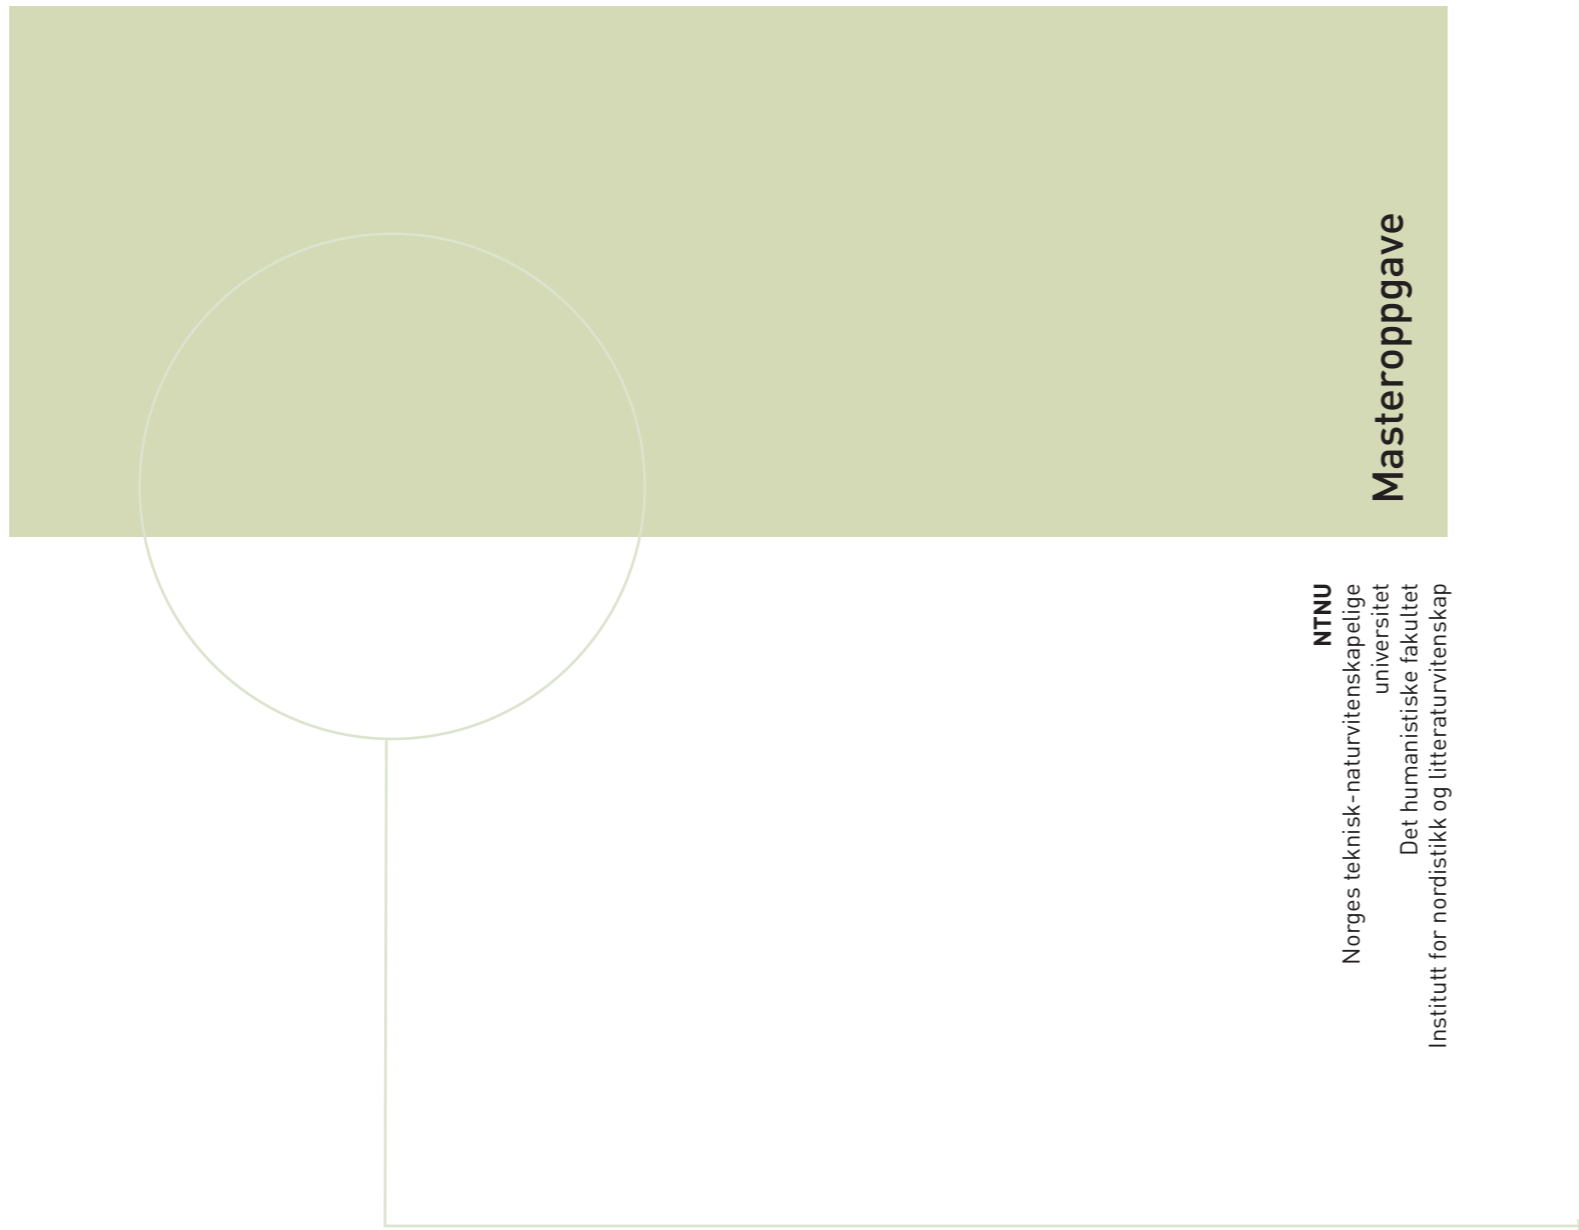 Masteroppgave
NTNU
Norges teknisk-naturvitenskapelige
universitet
Det humanistiske fakultet
Institutt for nordistikk og litteraturvitenskap